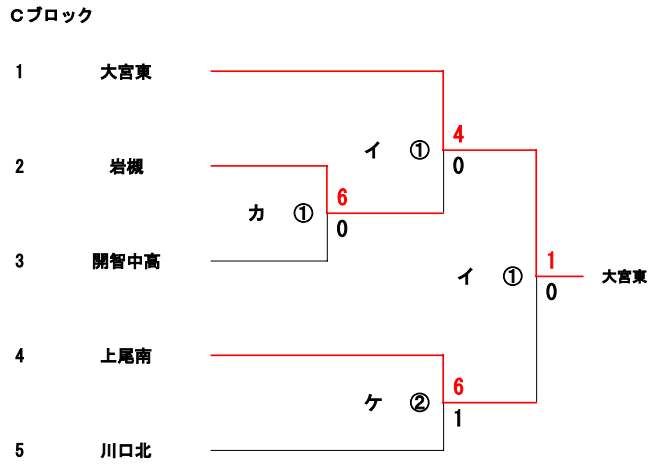 Cブロック
1 大宮東
4
イ ①
0
2 岩槻
6
カ ①
0
3 開智中高
1
イ ① 大宮東
0
4 上尾南
6
ケ ②
1
5 川口北